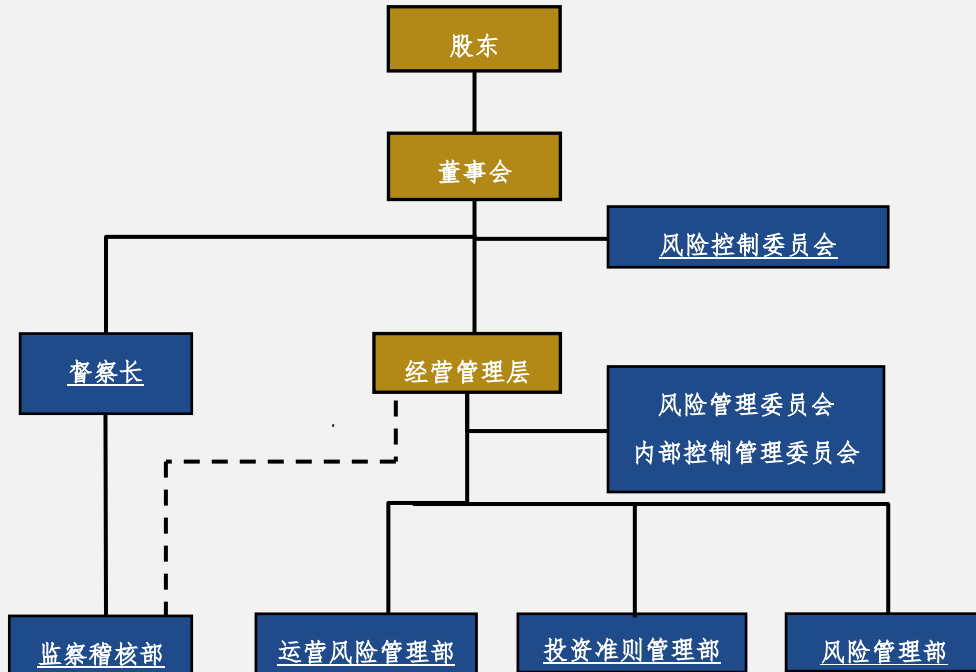 股东
董事会
风险控制委员会
督察长
经营管理层
风险管理委员会
内部控制管理委员会
监察稽核部
运营风险管理部
投资准则管理部
风险管理部